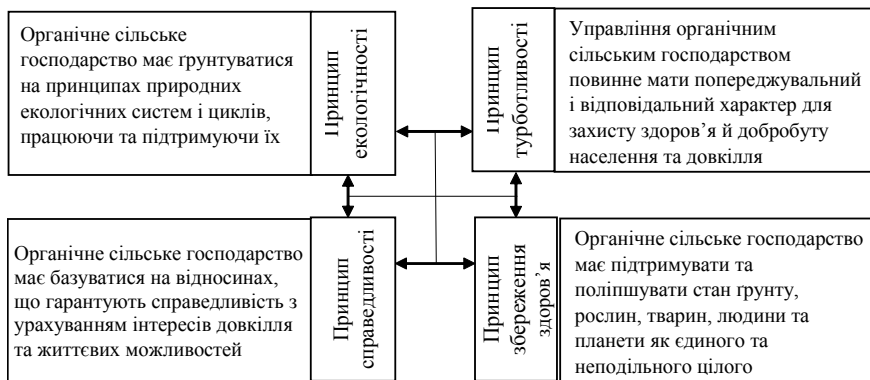 Органічне сільське
господарство має ґрунтуватися
на принципах природних
екологічних систем і циклів,
працюючи та підтримуючи їх
Принцип
екологічності
Принцип
турботливості
Управління органічним
сільським господарством
повинне мати попереджувальний
і відповідальний характер для
захисту здоров’я й добробуту
населення та довкілля
Органічне сільське господарство
має базуватися на відносинах,
що гарантують справедливість з
урахуванням інтересів довкілля
та життєвих можливостей
Принцип
справедливості
Принцип
збереження
здоров’я
Органічне сільське господарство
має підтримувати та
поліпшувати стан ґрунту,
рослин, тварин, людини та
планети як єдиного та
неподільного цілого